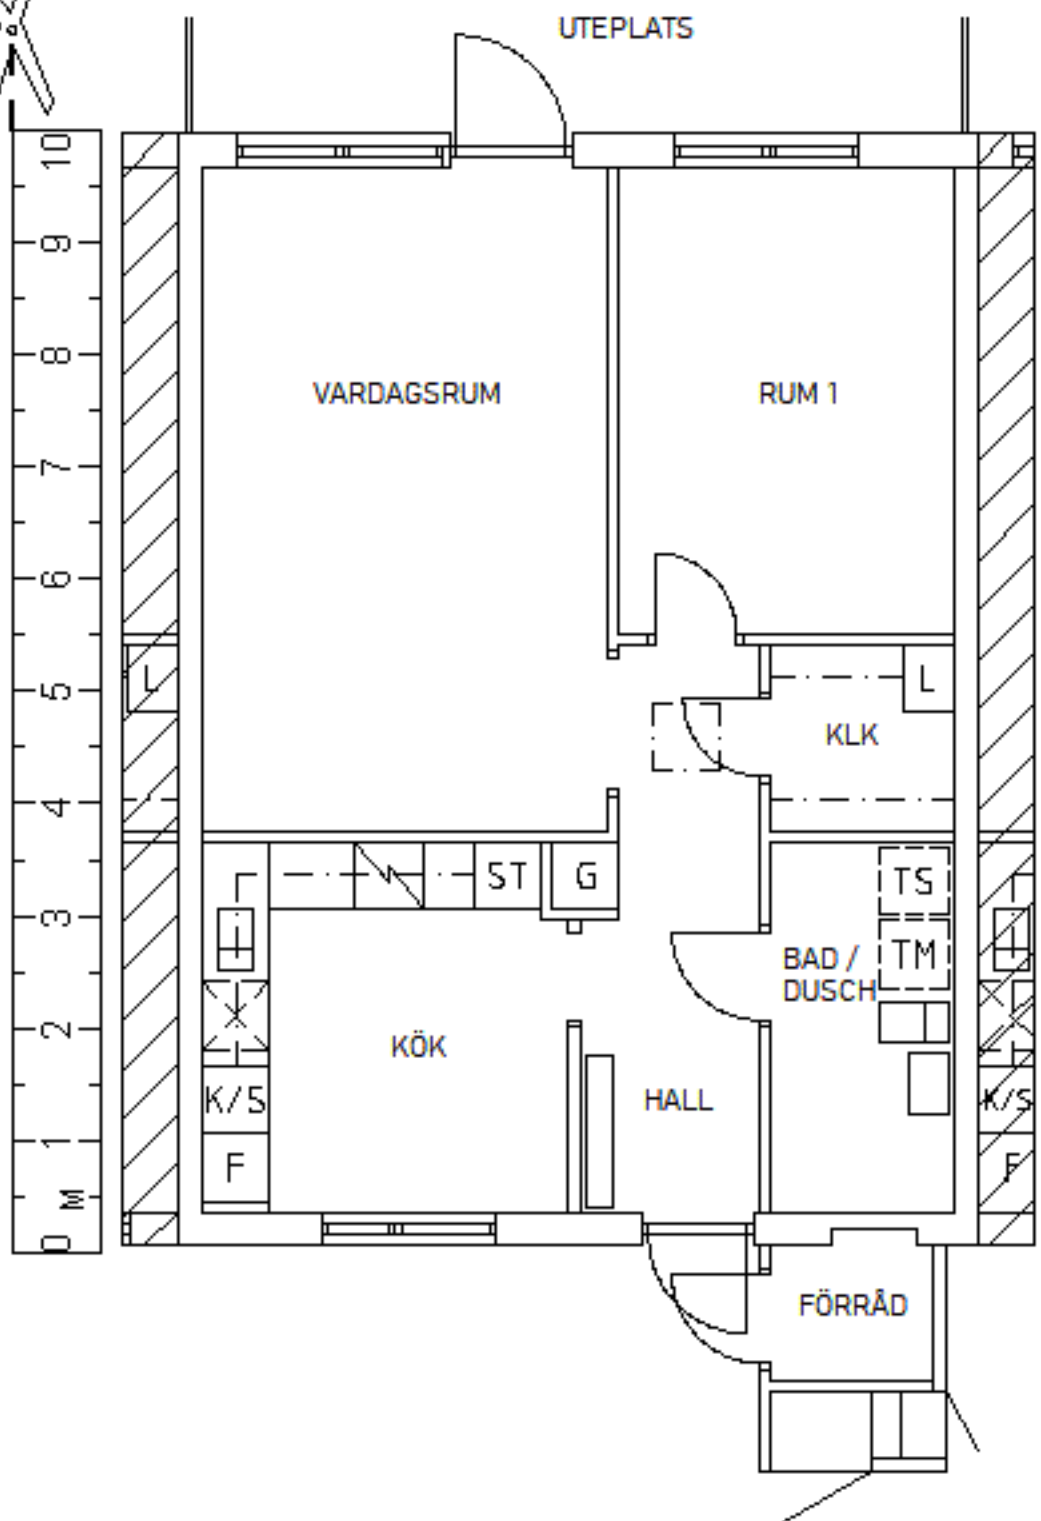 UTEPLATS
10
9
8
7
6
5
4
3
2
1
M
0
VARDAGSRUM
RUM 1
L
L
KLK
ST
G
TS
TM
BAD /
DUSCH
KÖK
HALL
K/S
F
K/S
F
FÖRRÅD